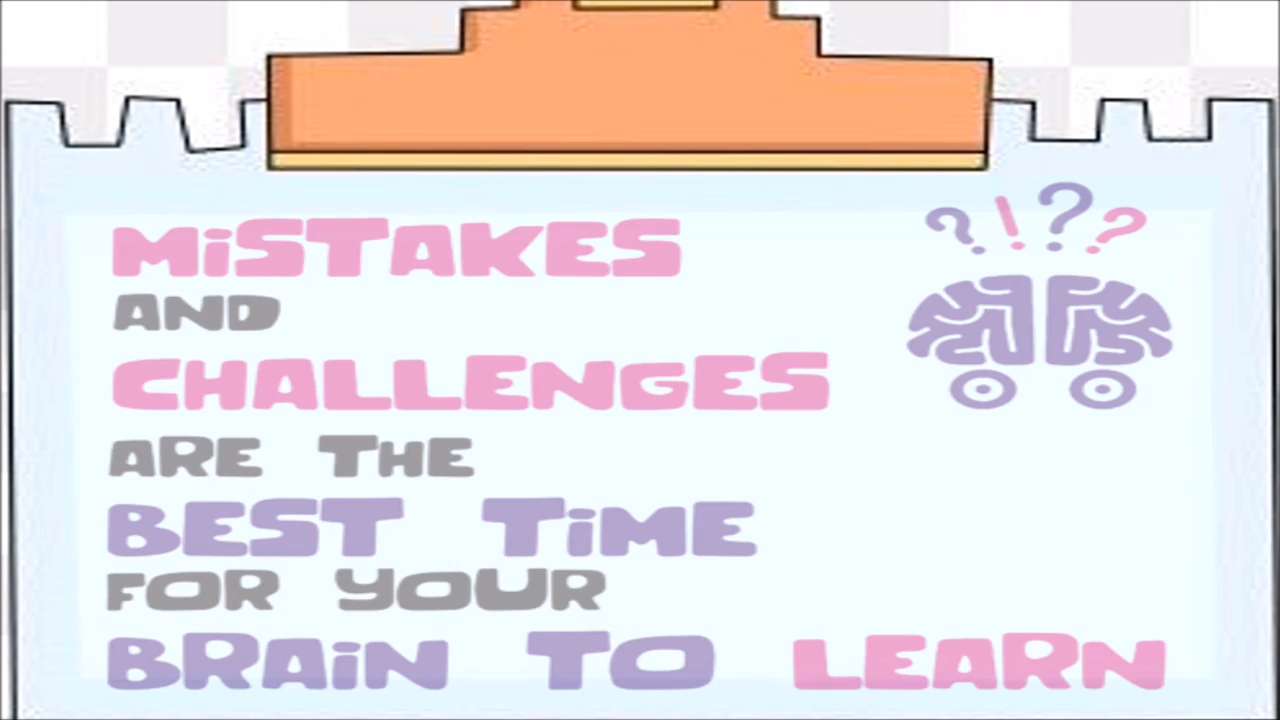 MiSTAKES
AND
CHALLENGES
ARE THE
BEST TiME
FOR YOUR
BRAiN TO LEARN
? ! ? ?